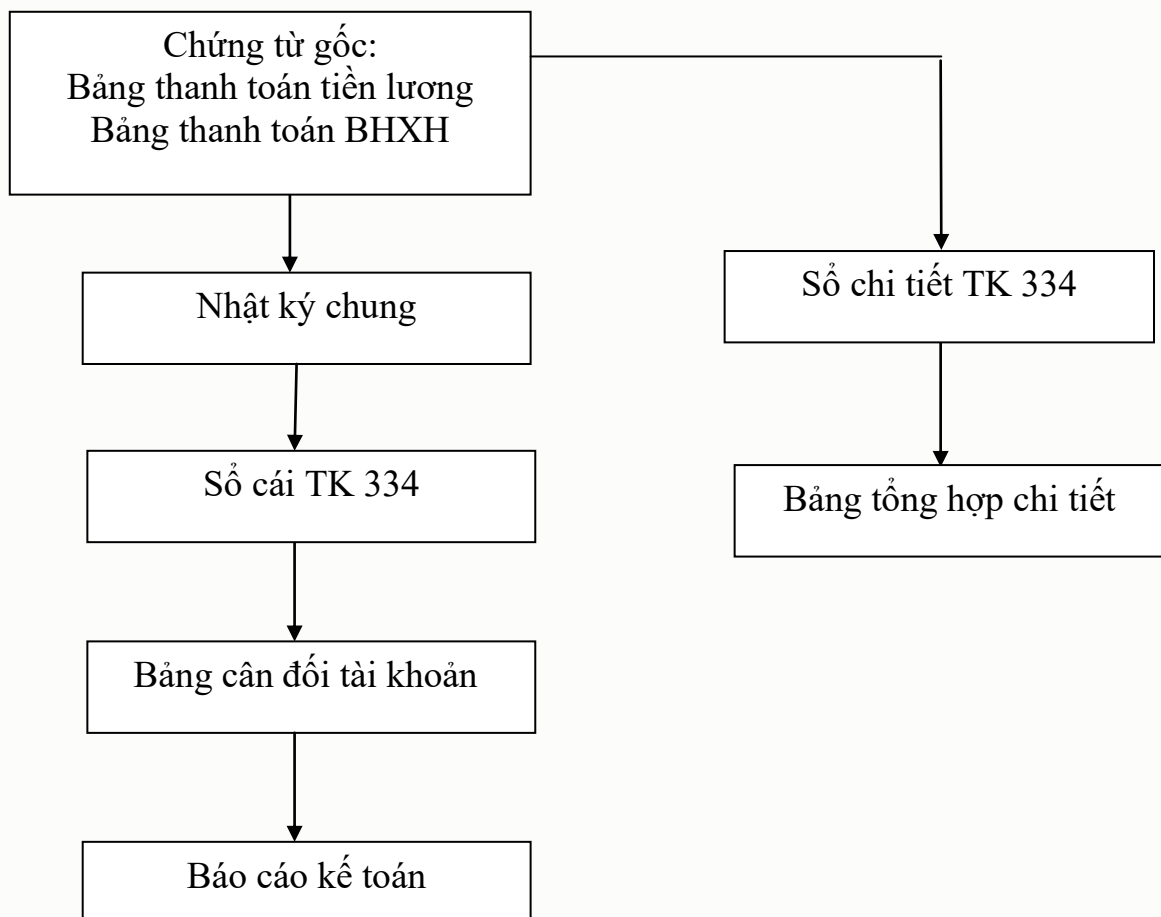 Chứng từ gốc:
Bảng thanh toán tiền lương
Bảng thanh toán BHXH
Nhật ký chung
Sổ chi tiết TK 334
Sổ cái TK 334
Bảng tổng hợp chi tiết
Bảng cân đối tài khoản
Báo cáo kế toán